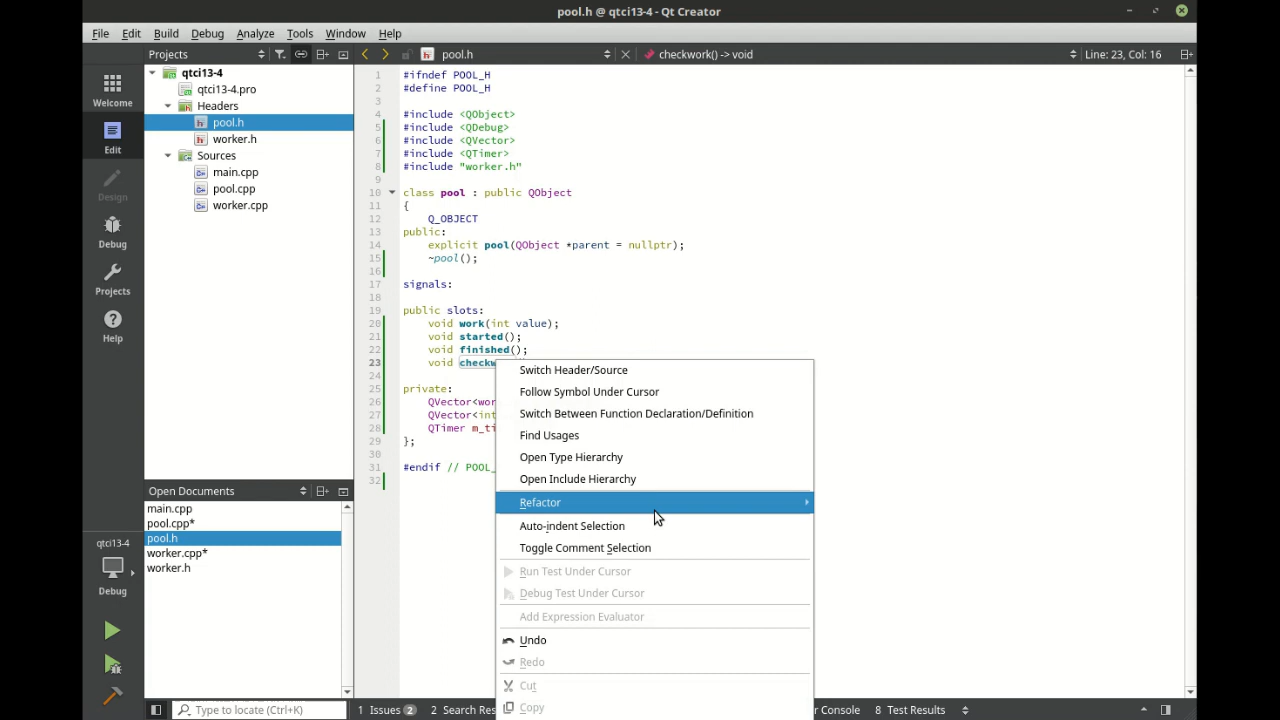 pool.h @ qtci13-4 - Qt Creator
File Edit Build Debug Analyze Tools Window Help
Projects
pool.h
checkwork() -> void
Line: 23, Col: 16
Welcome
Edit
Design
Debug
Projects
Help
qtci13-4
Debug
qtci13-4
qtci13-4.pro
Headers
pool.h
worker.h
Sources
main.cpp
pool.cpp
worker.cpp
Open Documents
main.cpp
pool.cpp*
pool.h
worker.cpp*
worker.h
1 #ifndef POOL_H
2 #define POOL_H
3
4 #include <QObject>
5 #include <QDebug>
6 #include <QVector>
7 #include <QTimer>
8 #include "worker.h"
9
10 class pool : public QObject
11 {
12 Q_OBJECT
13 public:
14 explicit pool(QObject *parent = nullptr);
15 ~pool();
16
17 signals:
18
19 public slots:
20 void work(int value);
21 void started();
22 void finished();
23 void checkw
24
25 private:
26 QVector<wor
27 QVector<int
28 QTimer m_ti
29 };
30
31 #endif // POOL_
32
Switch Header/Source
Follow Symbol Under Cursor
Switch Between Function Declaration/Definition
Find Usages
Open Type Hierarchy
Open Include Hierarchy
Refactor
Auto-indent Selection
Toggle Comment Selection
Run Test Under Cursor
Debug Test Under Cursor
Add Expression Evaluator
Undo
Redo
Cut
Copy
Type to locate (Ctrl+K)
1 Issues 2
2 Search Res
r Console
8 Test Results